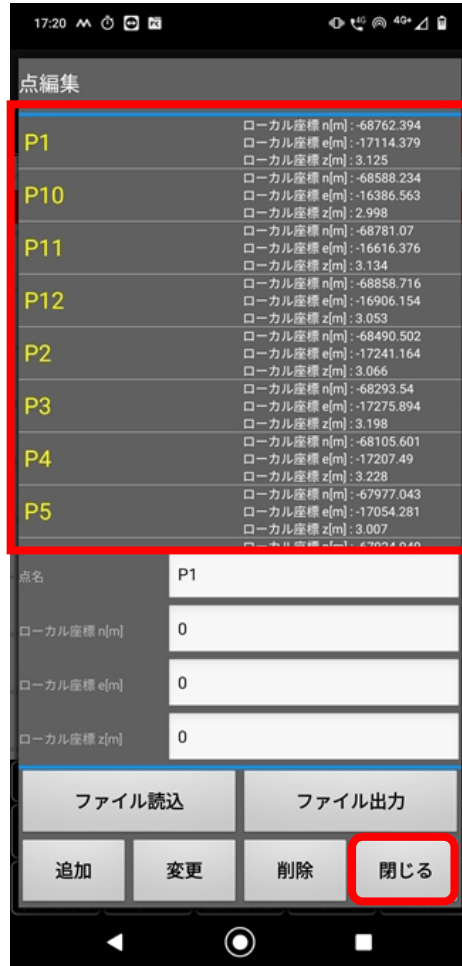 17:20
4G
4G+
点編集
P1
ローカル座標 n[m] : -68762.394
ローカル座標 e[m] : -17114.379
ローカル座標 z[m] : 3.125
P10
ローカル座標 n[m] : -68588.234
ローカル座標 e[m] : -16386.563
ローカル座標 z[m] : 2.998
P11
ローカル座標 n[m] : -68781.07
ローカル座標 e[m] : -16616.376
ローカル座標 z[m] : 3.134
P12
ローカル座標 n[m] : -68858.716
ローカル座標 e[m] : -16906.154
ローカル座標 z[m] : 3.053
P2
ローカル座標 n[m] : -68490.502
ローカル座標 e[m] : -17241.164
ローカル座標 z[m] : 3.066
P3
ローカル座標 n[m] : -68293.54
ローカル座標 e[m] : -17275.894
ローカル座標 z[m] : 3.198
P4
ローカル座標 n[m] : -68105.601
ローカル座標 e[m] : -17207.49
ローカル座標 z[m] : 3.228
P5
ローカル座標 n[m] : -67977.043
ローカル座標 e[m] : -17054.281
ローカル座標 z[m] : 3.007
点名 P1
ローカル座標 n[m] 0
ローカル座標 e[m] 0
ローカル座標 z[m] 0
ファイル読込 ファイル出力
追加 変更 削除 閉じる